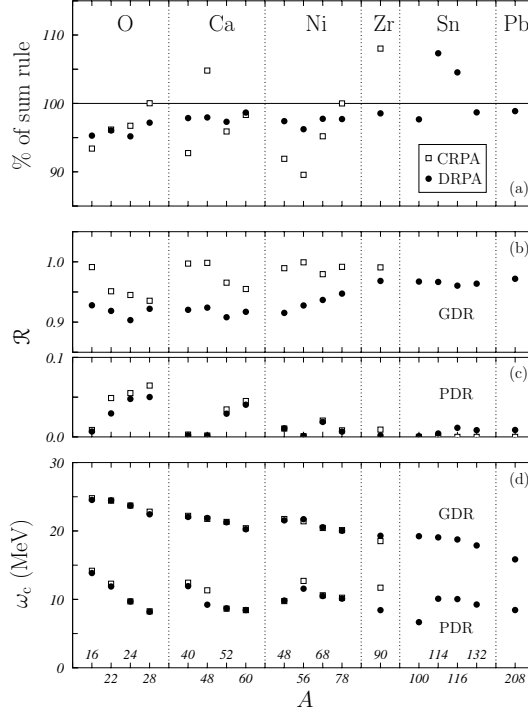 O Ca Ni Zr Sn Pb
110
100
90
% of sum rule
CRPA
DRPA
(a)
(b)
1.0
0.9
GDR
ℛ
0.1
(c)
PDR
0.0
30
(d)
GDR
20
ω_c (MeV)
10
PDR
16 24 40 52 48 68 90 114 132
0
22 28 48 60 56 78 100 116 208
A